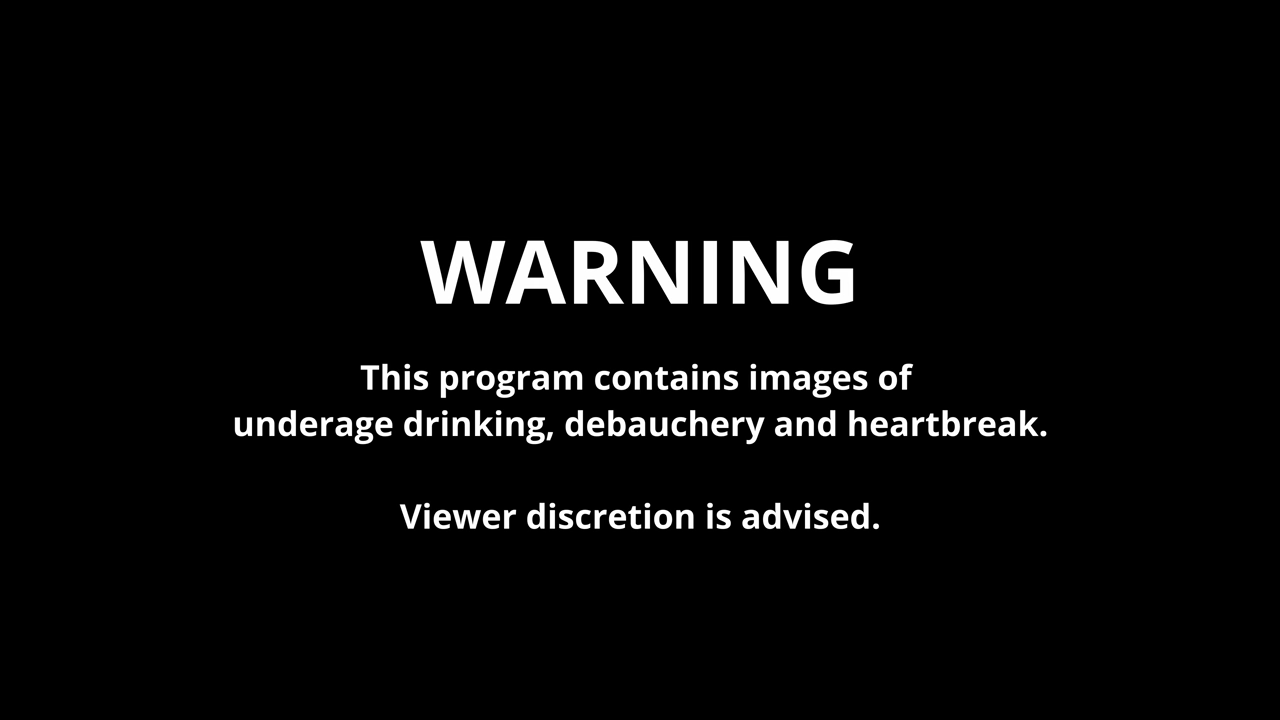 WARNING
This program contains images of
underage drinking, debauchery and heartbreak.
Viewer discretion is advised.